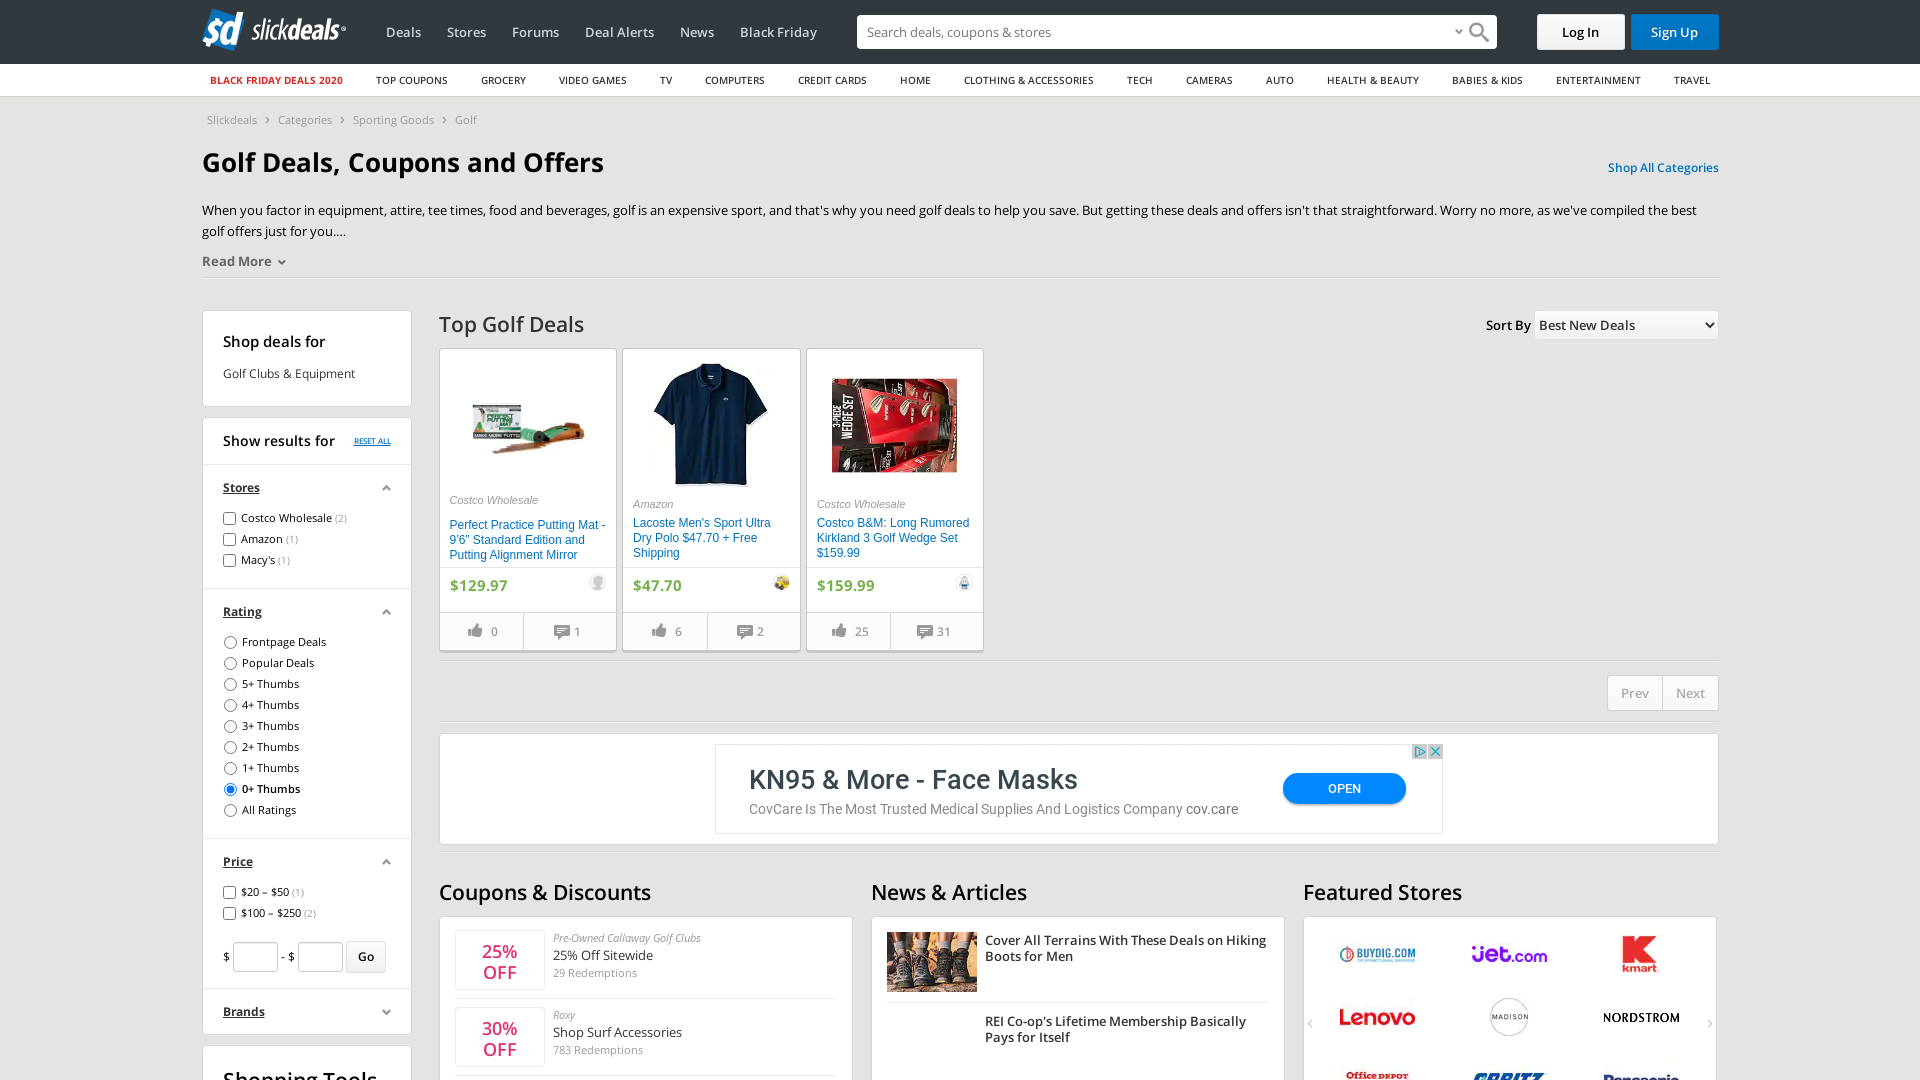 slickdeals
Deals
Stores
Forums
Deal Alerts
News
Black Friday
Search deals, coupons & stores
Log In
Sign Up
BLACK FRIDAY DEALS 2020
TOP COUPONS
GROCERY
VIDEO GAMES
TV
COMPUTERS
CREDIT CARDS
HOME
CLOTHING & ACCESSORIES
TECH
CAMERAS
AUTO
HEALTH & BEAUTY
BABIES & KIDS
ENTERTAINMENT
TRAVEL
Slickdeals › Categories › Sporting Goods › Golf
Golf Deals, Coupons and Offers
Shop All Categories
When you factor in equipment, attire, tee times, food and beverages, golf is an expensive sport, and that's why you need golf deals to help you save. But getting these deals and offers isn't that straightforward. Worry no more, as we've compiled the best
golf offers just for you.…
Read More
Shop deals for
Golf Clubs & Equipment
Show results for
RESET ALL
Stores
Costco Wholesale (2)
Amazon (1)
Macy's (1)
Rating
Frontpage Deals
Popular Deals
5+ Thumbs
4+ Thumbs
3+ Thumbs
2+ Thumbs
1+ Thumbs
0+ Thumbs
All Ratings
Price
$20 – $50 (1)
$100 – $250 (2)
$ - $ Go
Brands
Shopping Tools
Top Golf Deals
Sort By
Best New Deals
PERFECT
PUTTING
MAT
Costco Wholesale
Perfect Practice Putting Mat -
9'6" Standard Edition and
Putting Alignment Mirror
$129.97
0
1
Amazon
Lacoste Men's Sport Ultra
Dry Polo $47.70 + Free
Shipping
$47.70
6
2
3-PIECE
WEDGE SET
Costco Wholesale
Costco B&M: Long Rumored
Kirkland 3 Golf Wedge Set
$159.99
$159.99
25
31
Prev
Next
KN95 & More - Face Masks
CovCare Is The Most Trusted Medical Supplies And Logistics Company cov.care
OPEN
Coupons & Discounts
25%
OFF
Pre-Owned Callaway Golf Clubs
25% Off Sitewide
29 Redemptions
30%
OFF
Roxy
Shop Surf Accessories
783 Redemptions
News & Articles
Cover All Terrains With These Deals on Hiking
Boots for Men
REI Co-op's Lifetime Membership Basically
Pays for Itself
Featured Stores
BUYDIG.COM
Jet.com
K
kmart
Lenovo
MADISON
NORDSTROM
Office DEPOT
ORBITZ
Panasonic